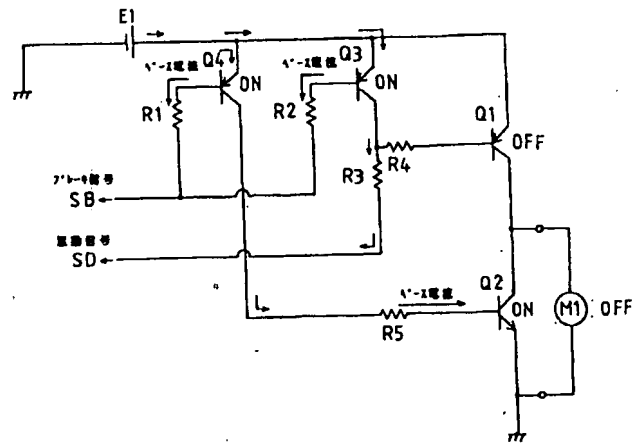 E1
Q4
ベース電流
ON
R1
ベース電流
Q3
ON
R2
Q1
OFF
R4
R3
ブレーキ信号
SB
駆動信号
SD
ベース電流
R5
Q2
ON
M1
OFF